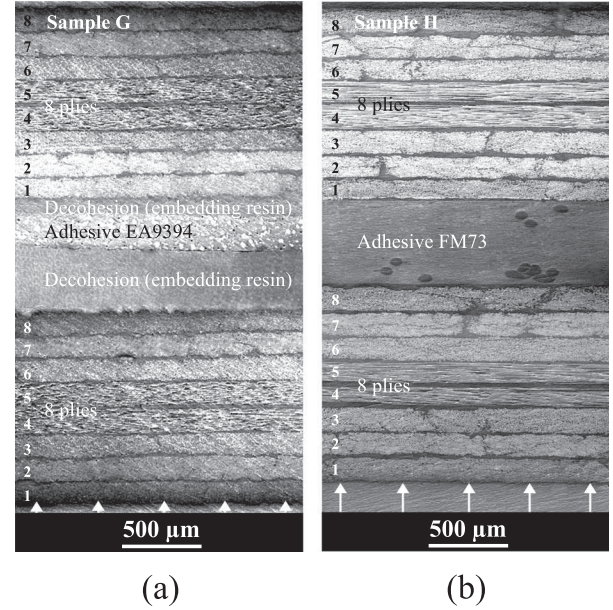 Sample G
8
7
6
5
8 plies
4
3
2
1
Decohesion (embedding resin)
Adhesive EA9394
Decohesion (embedding resin)
8
7
6
5
8 plies
4
3
2
1
500 µm
(a)
Sample H
8
7
6
5
8 plies
4
3
2
1
Adhesive FM73
8
7
6
5
8 plies
4
3
2
1
500 µm
(b)